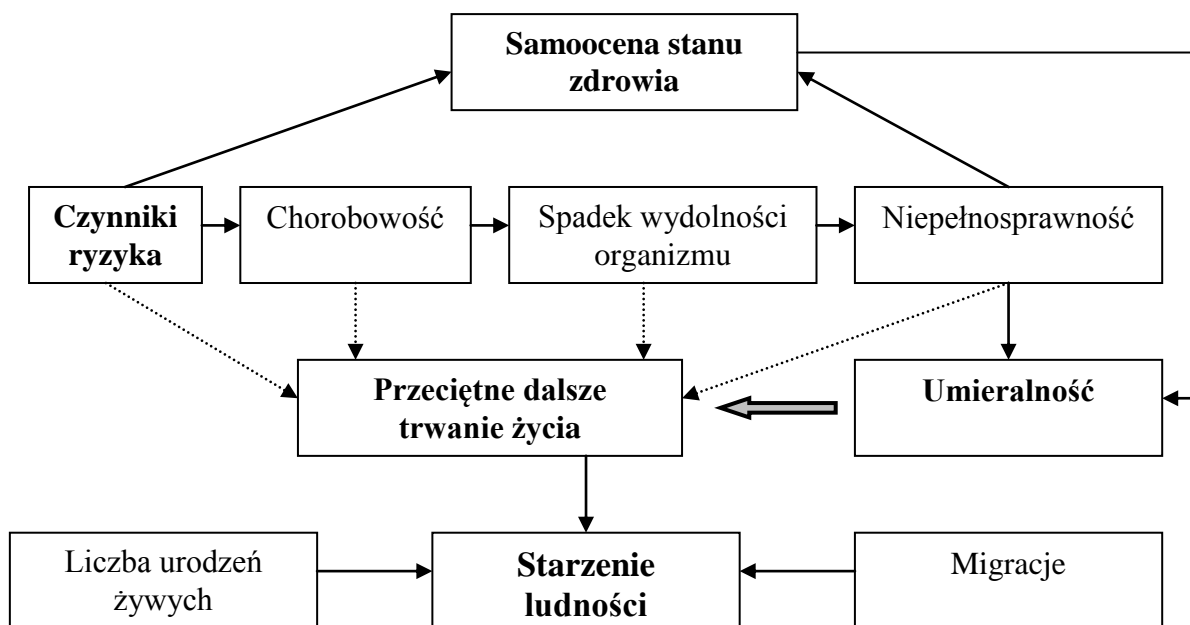 Samoocena stanu
zdrowia
Czynniki
ryzyka
Chorobowość
Spadek wydolności
organizmu
Niepełnosprawność
Przeciętne dalsze
trwanie życia
Umieralność
Liczba urodzeń
żywych
Starzenie
ludności
Migracje